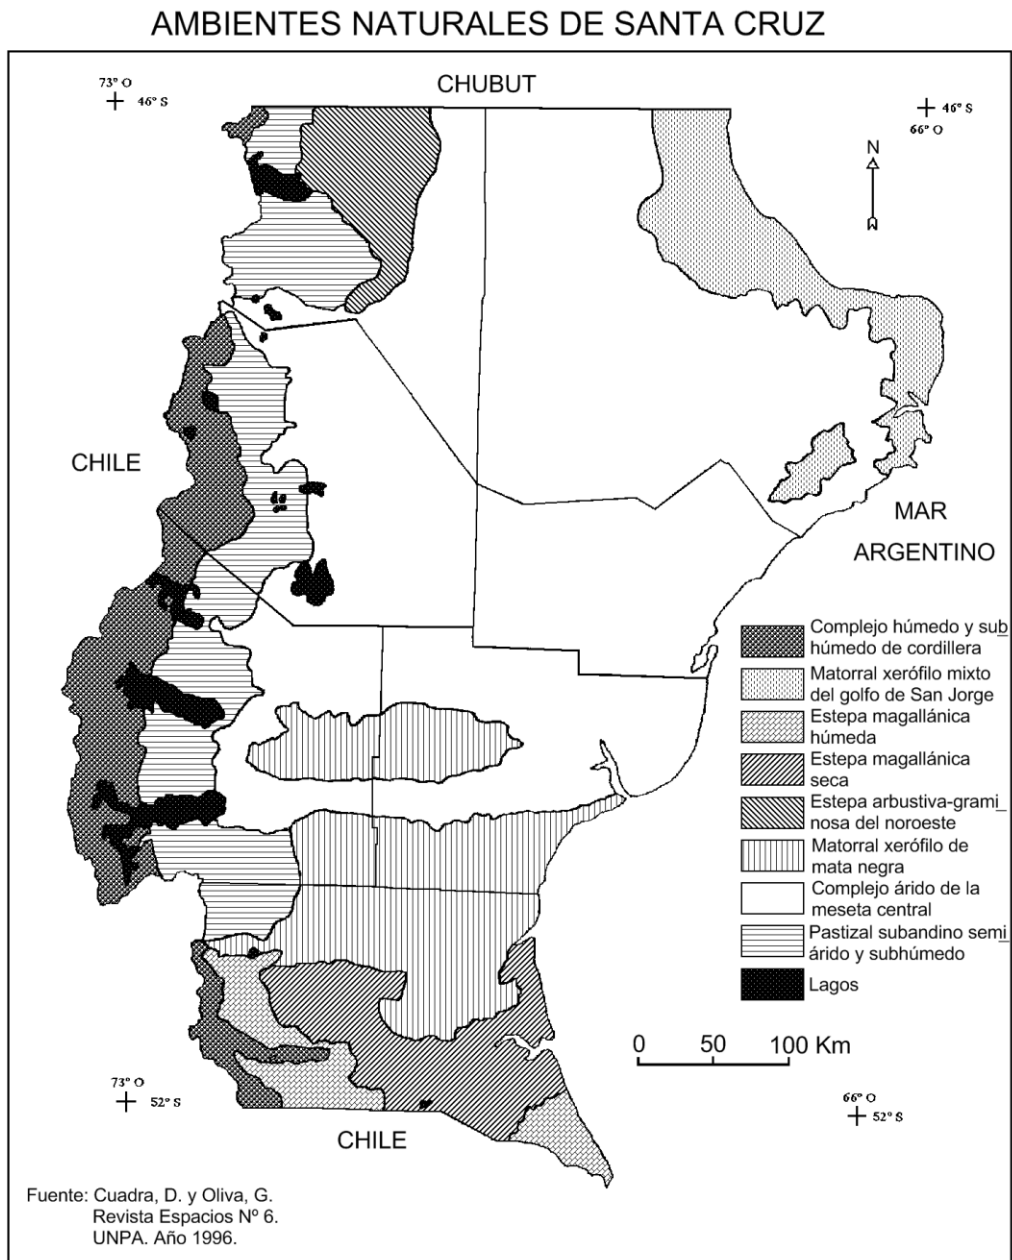 AMBIENTES NATURALES DE SANTA CRUZ
73° O
46° S
CHUBUT
46° S
66° O
N
CHILE
MAR
ARGENTINO
Complejo húmedo y sub_
húmedo de cordillera
Matorral xerófilo mixto
del golfo de San Jorge
Estepa magallánica
húmeda
Estepa magallánica
seca
Estepa arbustiva-grami_
nosa del noroeste
Matorral xerófilo de
mata negra
Complejo árido de la
meseta central
Pastizal subandino semi_
árido y subhúmedo
Lagos
0 50 100 Km
73° O
52° S
66° O
52° S
CHILE
Fuente: Cuadra, D. y Oliva, G.
Revista Espacios Nº 6.
UNPA. Año 1996.